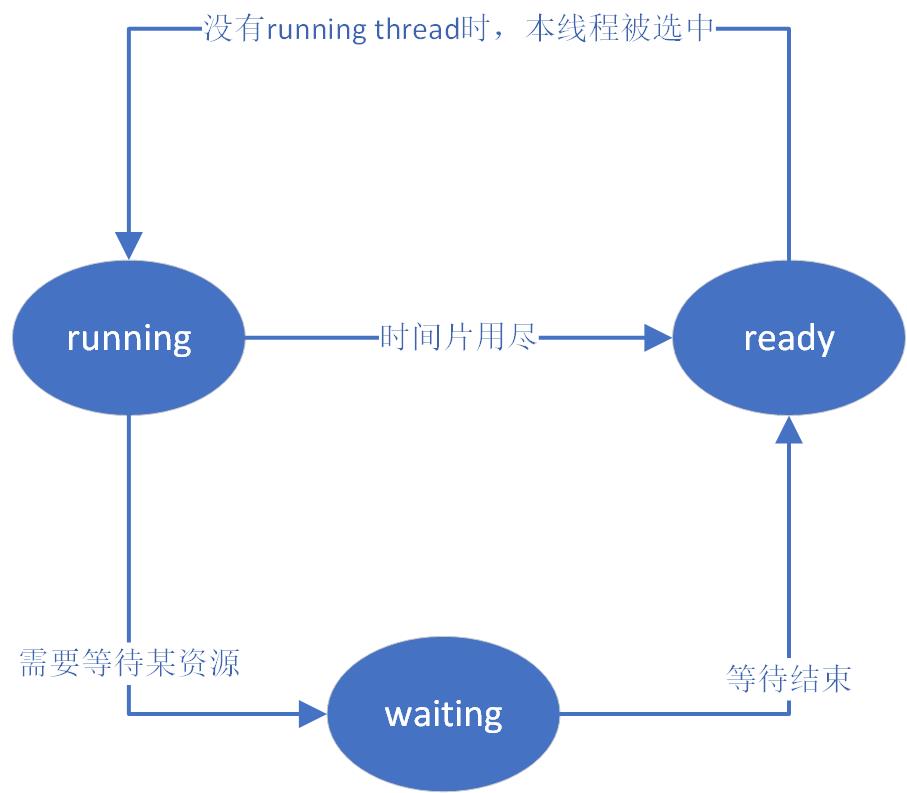 没有running thread时，本线程被选中
running
时间片用尽
ready
需要等待某资源
waiting
等待结束